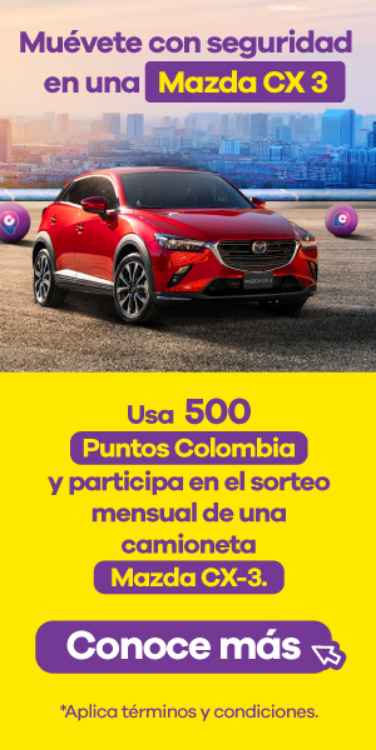 Muévete con seguridad
en una Mazda CX 3
Usa 500
Puntos Colombia
y participa en el sorteo
mensual de una
camioneta
Mazda CX-3.
Conoce más
*Aplica términos y condiciones.